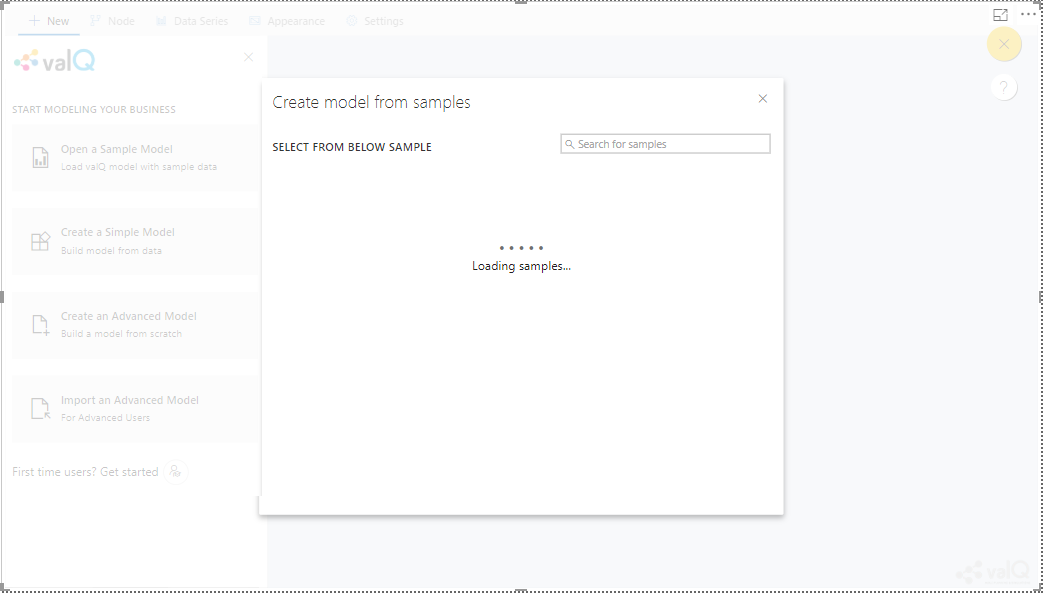 New Node Data Series Appearance Settings
valQ
START MODELING YOUR BUSINESS
Open a Sample Model
Load valQ model with sample data
Create a Simple Model
Build model from data
Create an Advanced Model
Build a model from scratch
Import an Advanced Model
For Advanced Users
First time users? Get started
Create model from samples
SELECT FROM BELOW SAMPLE
Search for samples
Loading samples...
?
valQ